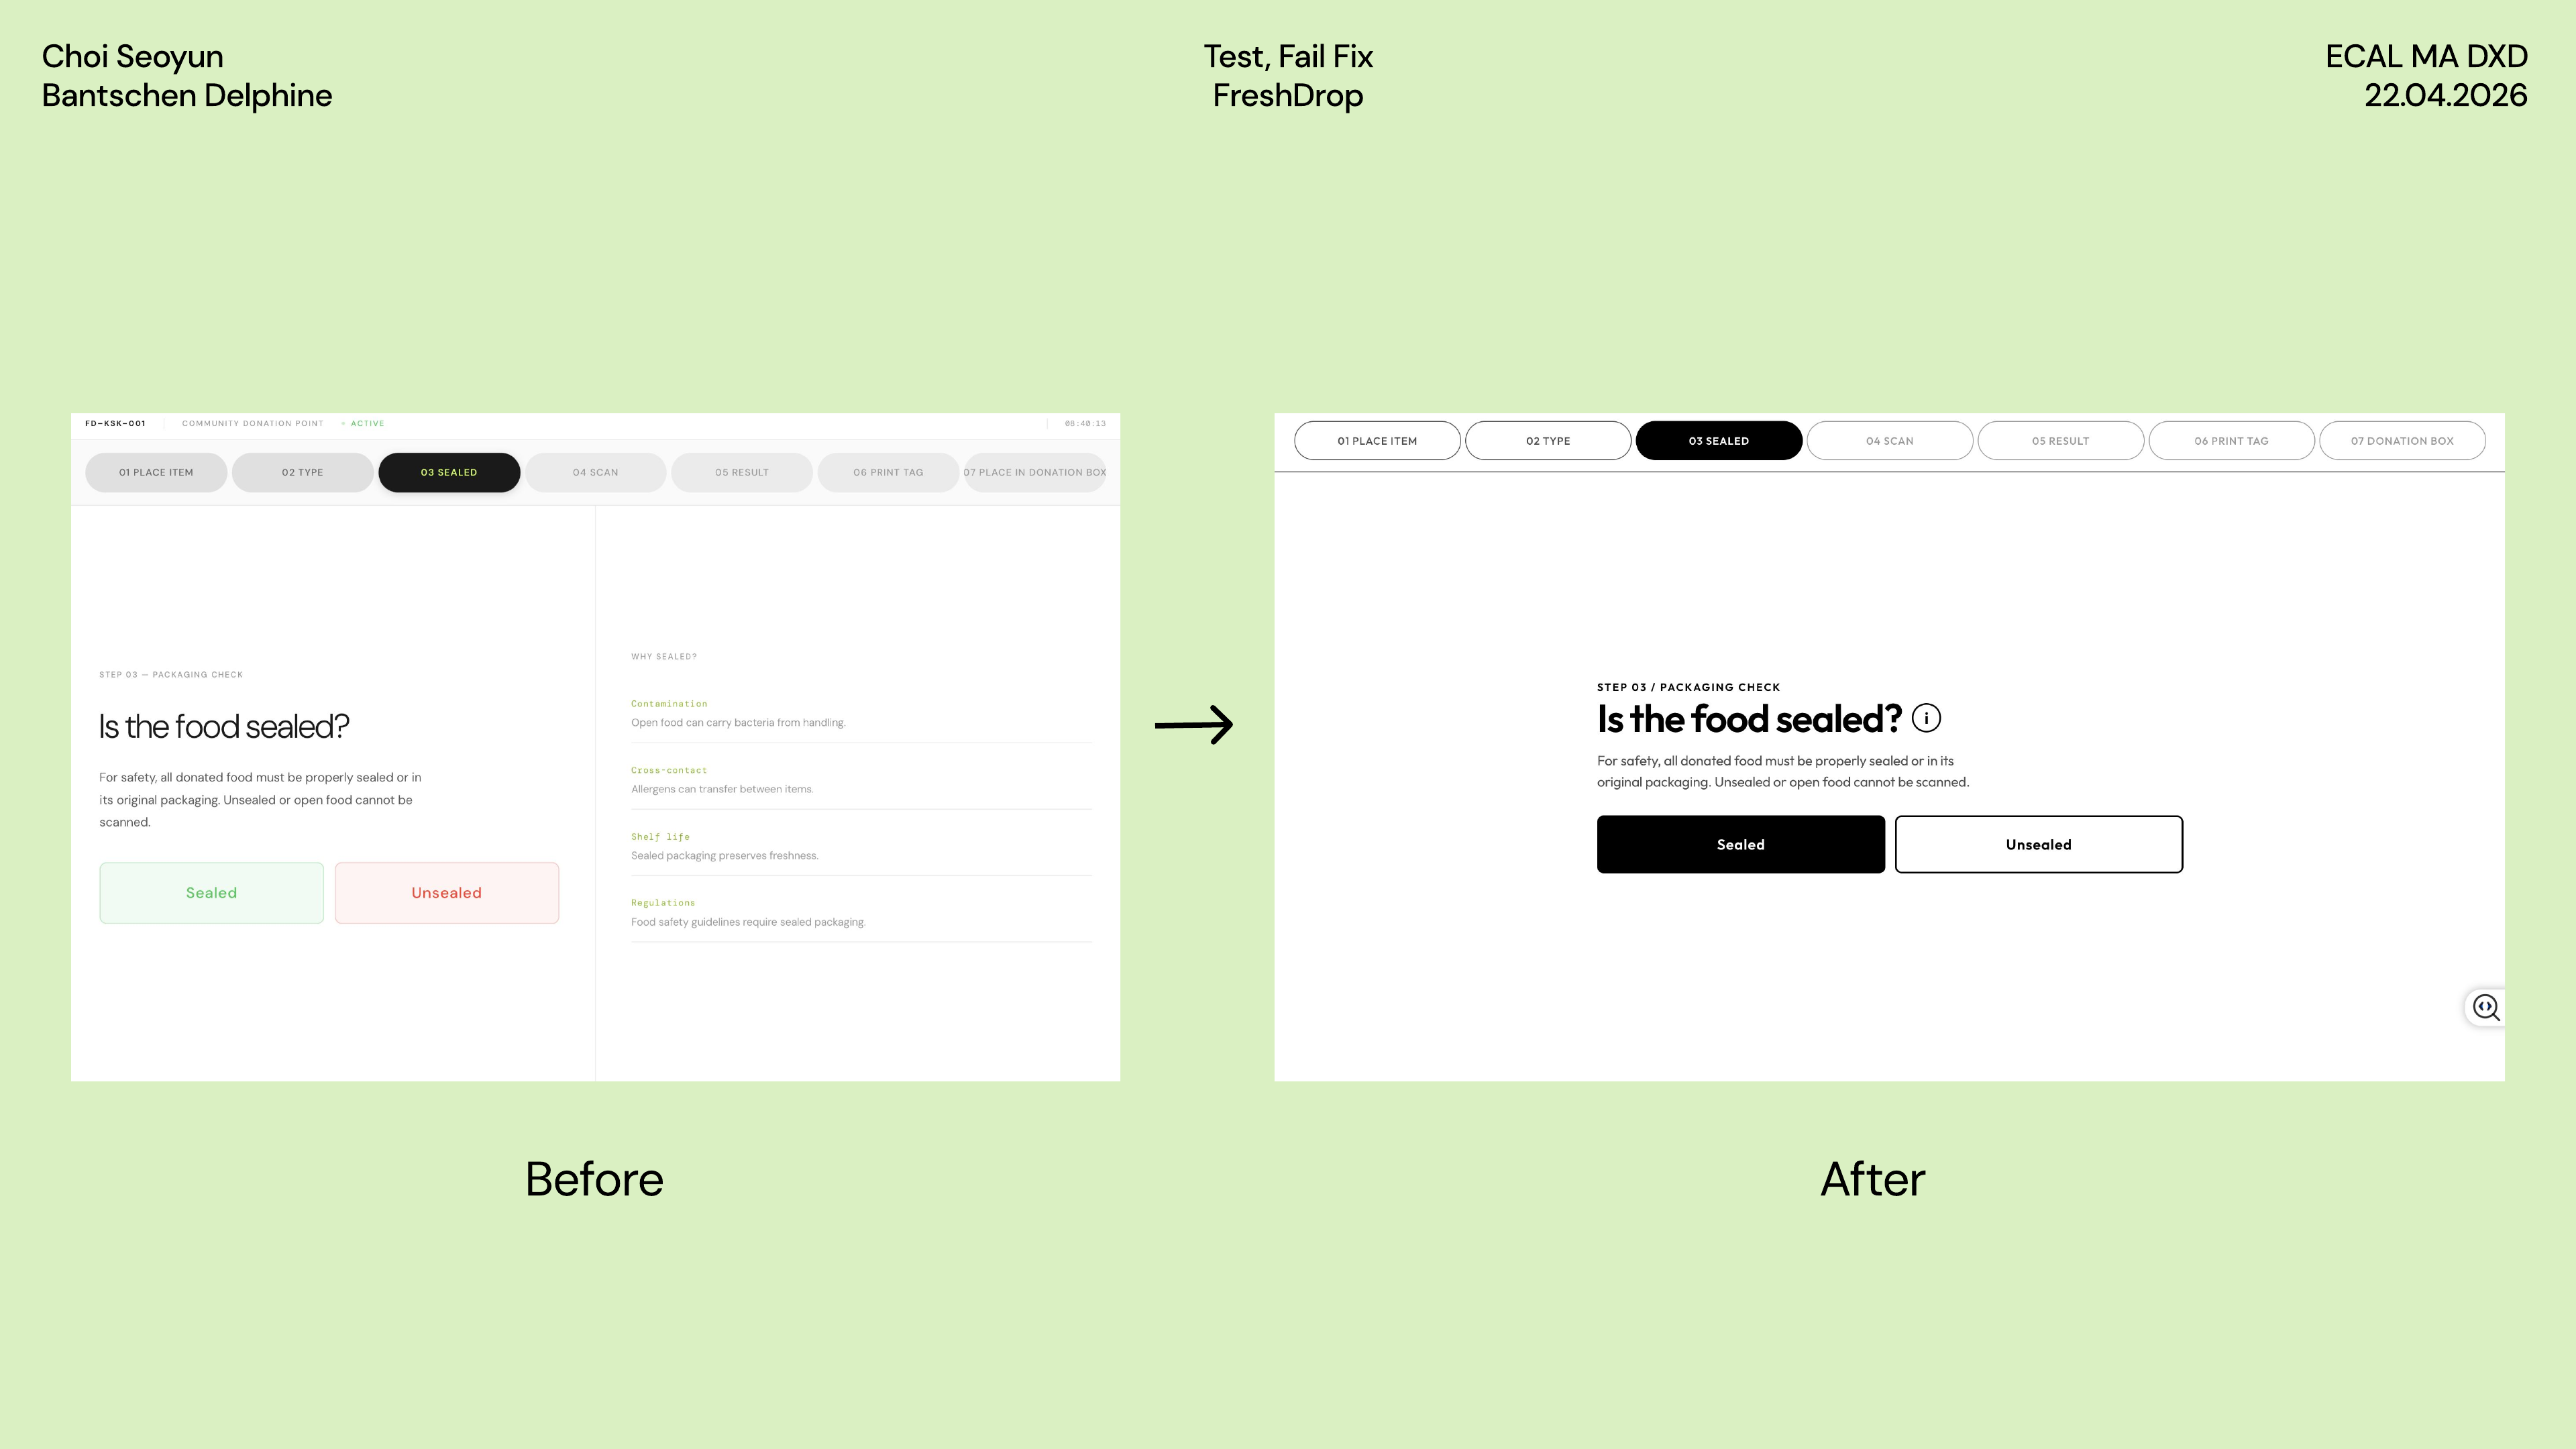 Choi Seoyun
Bantschen Delphine
Test, Fail Fix
FreshDrop
ECAL MA DXD
22.04.2026
FD-KSK-001
COMMUNITY DONATION POINT
ACTIVE
08:40:13
01 PLACE ITEM
02 TYPE
03 SEALED
04 SCAN
05 RESULT
06 PRINT TAG
07 PLACE IN DONATION BOX
STEP 03 — PACKAGING CHECK
Is the food sealed?
For safety, all donated food must be properly sealed or in
its original packaging. Unsealed or open food cannot be
scanned.
Sealed
Unsealed
WHY SEALED?
Contamination
Open food can carry bacteria from handling.
Cross-contact
Allergens can transfer between items.
Shelf life
Sealed packaging preserves freshness.
Regulations
Food safety guidelines require sealed packaging.
01 PLACE ITEM
02 TYPE
03 SEALED
04 SCAN
05 RESULT
06 PRINT TAG
07 DONATION BOX
STEP 03 / PACKAGING CHECK
Is the food sealed?
For safety, all donated food must be properly sealed or in its
original packaging. Unsealed or open food cannot be scanned.
Sealed
Unsealed
Before
After